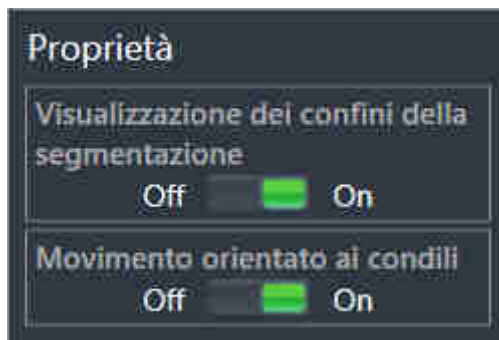 Proprietà
Visualizzazione dei confini della
segmentazione
Off On
Movimento orientato ai condili
Off On